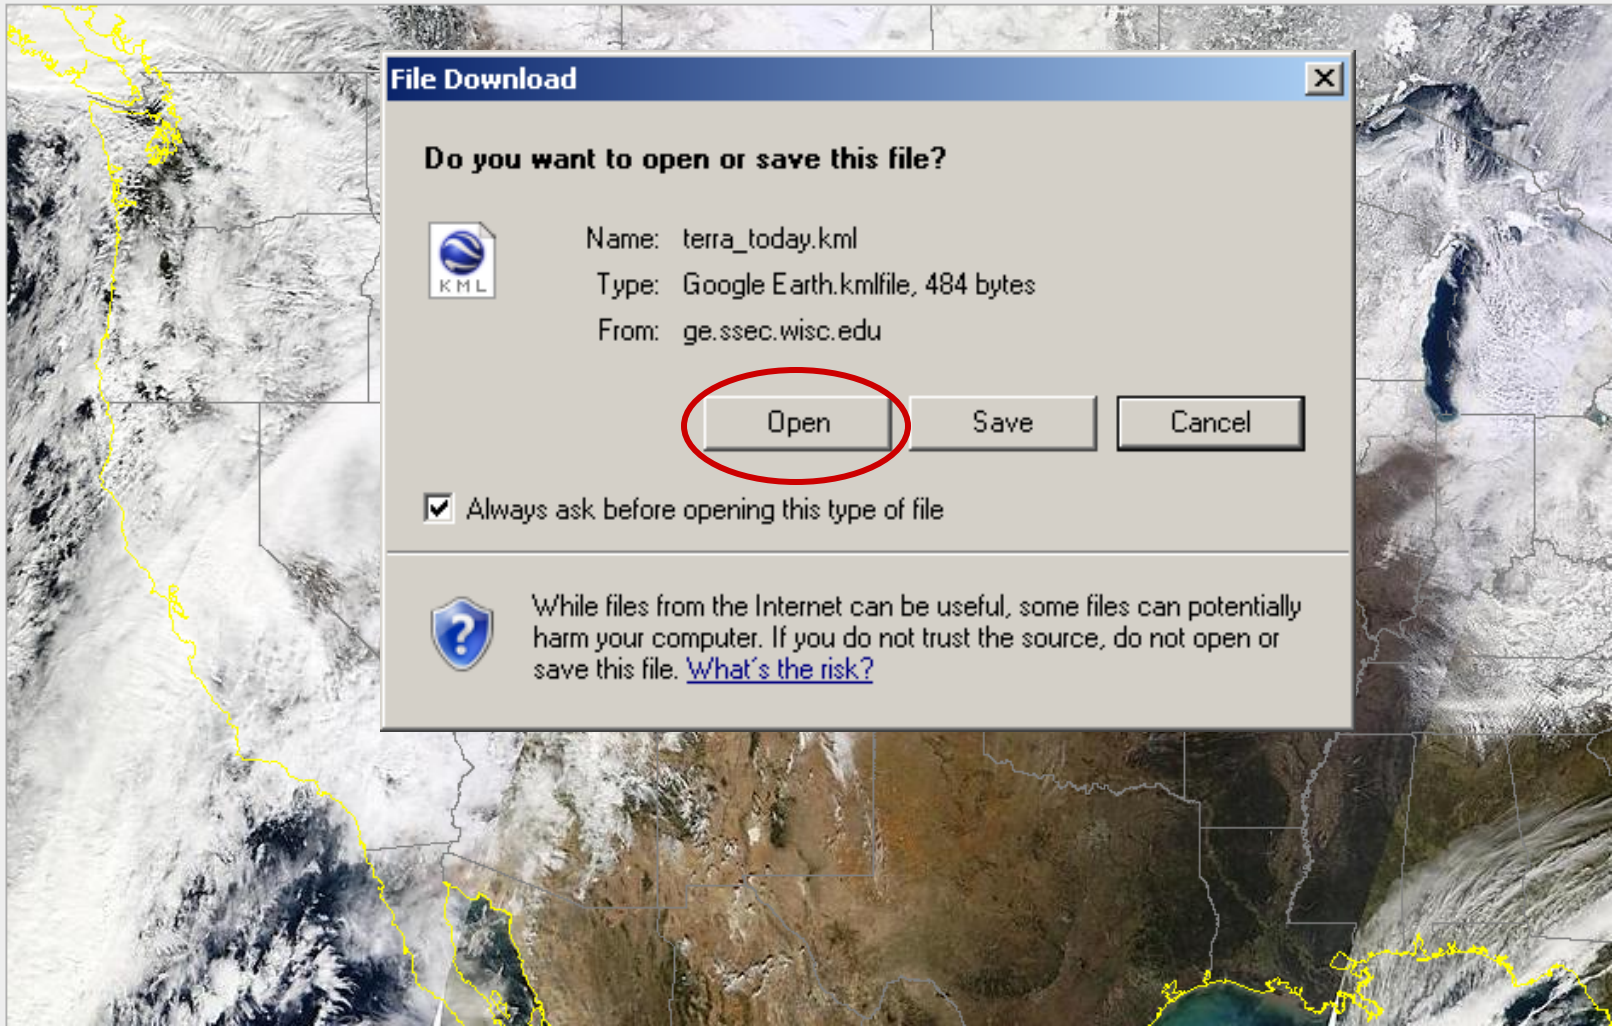 File Download
Do you want to open or save this file?
KML
Name: terra_today.kml
Type: Google Earth.kmlfile, 484 bytes
From: ge.ssec.wisc.edu
Open Save Cancel
Always ask before opening this type of file
While files from the Internet can be useful, some files can potentially
harm your computer. If you do not trust the source, do not open or
save this file. What's the risk?